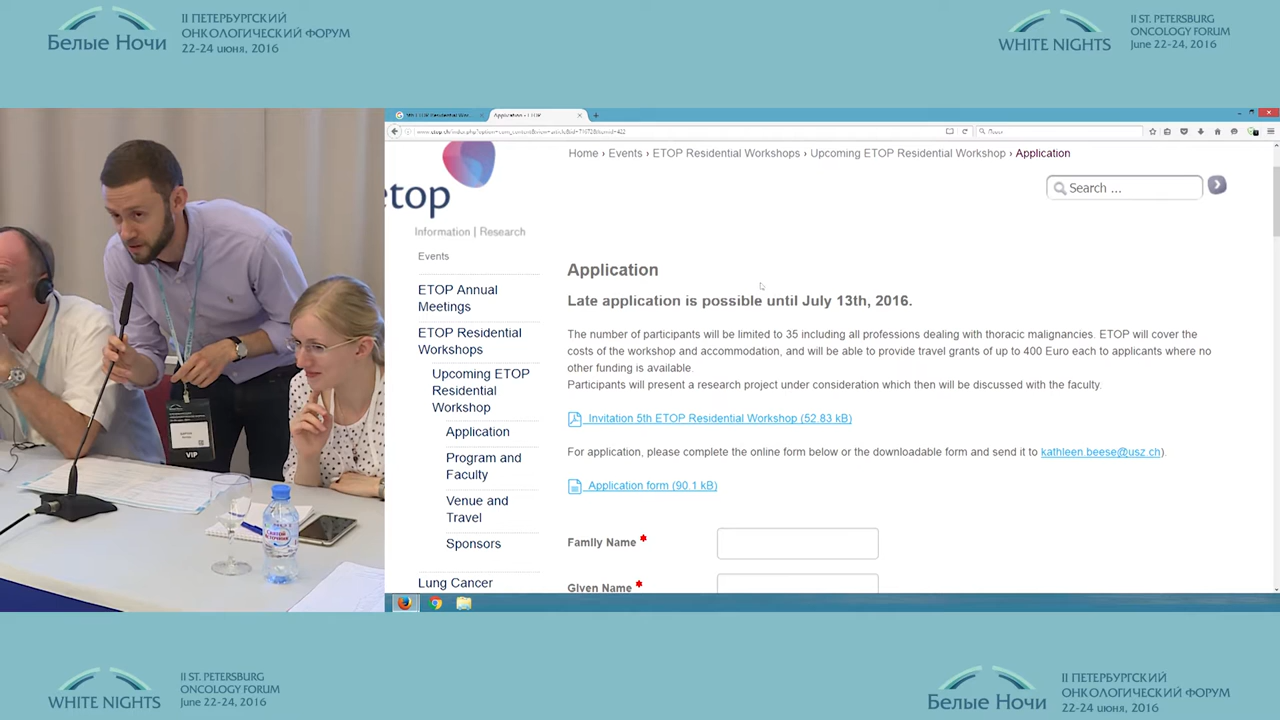 Белые Ночи
II ПЕТЕРБУРГСКИЙ
ОНКОЛОГИЧЕСКИЙ ФОРУМ
22-24 июня, 2016
WHITE NIGHTS
II ST. PETERSBURG
ONCOLOGY FORUM
June 22-24, 2016
Application - ETOP
Home › Events › ETOP Residential Workshops › Upcoming ETOP Residential Workshop › Application
Search ...
etop
Information | Research
Events
ETOP Annual
Meetings
ETOP Residential
Workshops
Upcoming ETOP
Residential
Workshop
Application
Program and
Faculty
Venue and
Travel
Sponsors
Lung Cancer
Application
Late application is possible until July 13th, 2016.
The number of participants will be limited to 35 including all professions dealing with thoracic malignancies. ETOP will cover the
costs of the workshop and accommodation, and will be able to provide travel grants of up to 400 Euro each to applicants where no
other funding is available.
Participants will present a research project under consideration which then will be discussed with the faculty.
Invitation 5th ETOP Residential Workshop (52.83 kB)
For application, please complete the online form below or the downloadable form and send it to kathleen.beese@usz.ch).
Application form (90.1 kB)
Family Name *
Given Name *
VIP
WHITE NIGHTS
II ST. PETERSBURG
ONCOLOGY FORUM
June 22-24, 2016
Белые Ночи
II ПЕТЕРБУРГСКИЙ
ОНКОЛОГИЧЕСКИЙ ФОРУМ
22-24 июня, 2016